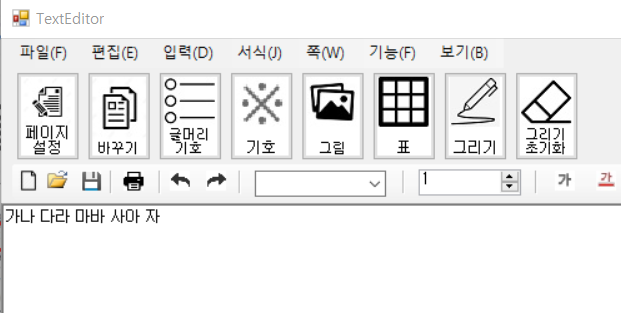 TextEditor
파일(F) 편집(E) 입력(D) 서식(J) 쪽(W) 기능(F) 보기(B)
페이지 설정
바꾸기
글머리 기호
기호
그림
표
그리기
그리기 초기화
1 가 가
가나 다라 마바 사아 자